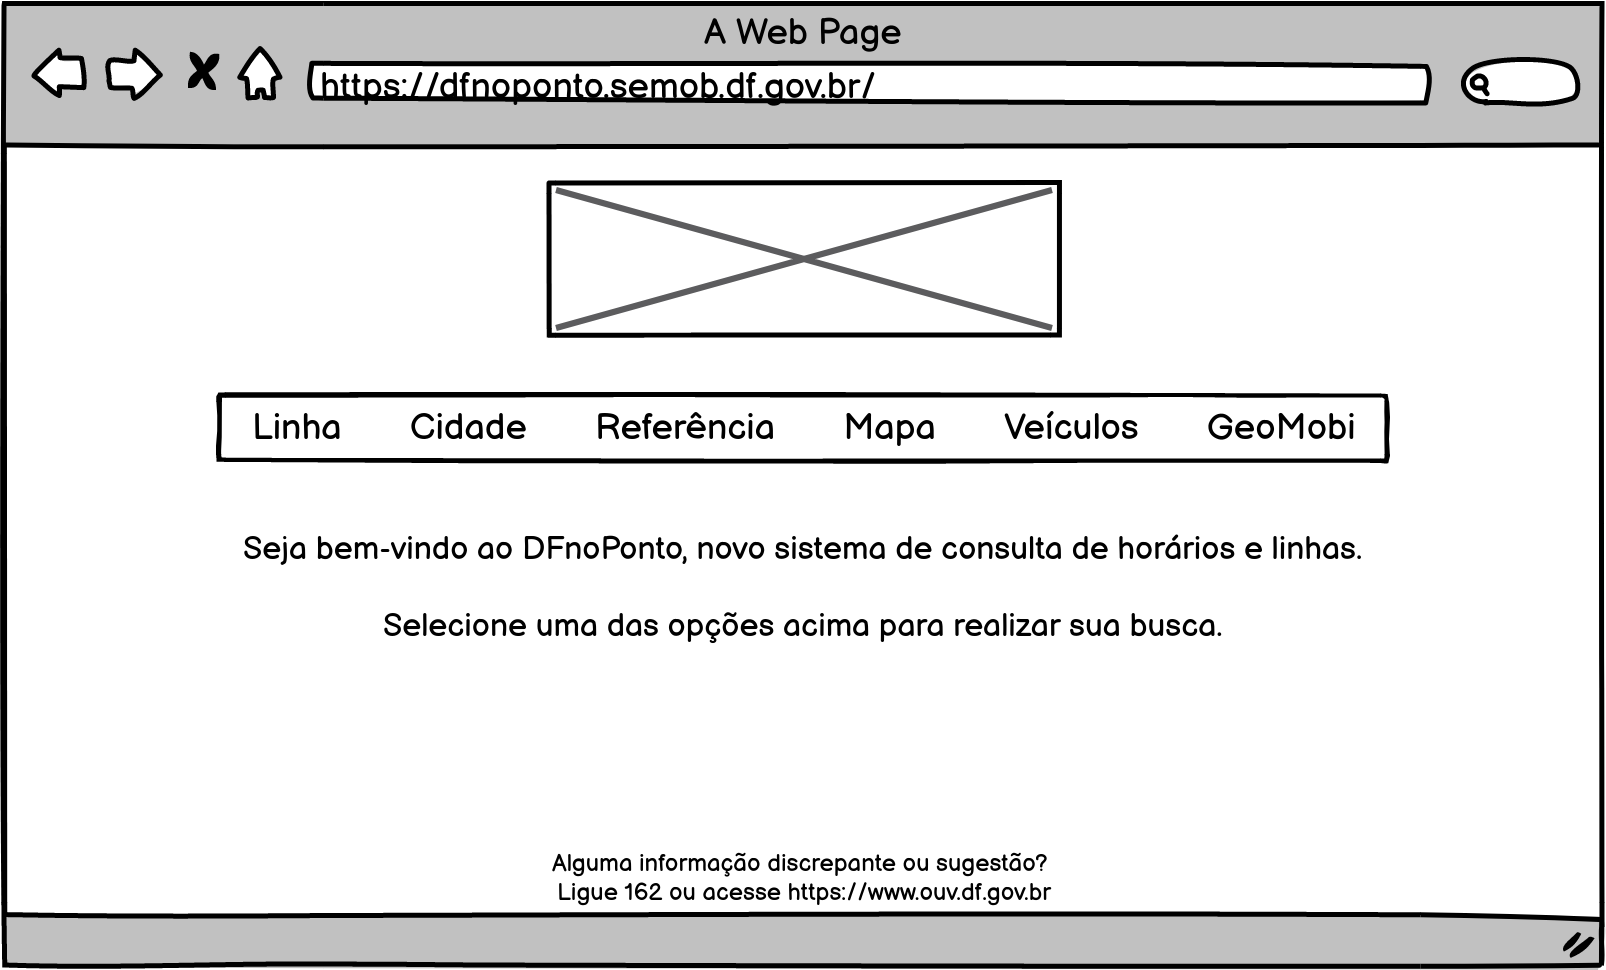 A Web Page
https://dfnoponto.semob.df.gov.br/
Linha Cidade Referência Mapa Veículos GeoMobi
Seja bem-vindo ao DFnoPonto, novo sistema de consulta de horários e linhas.
Selecione uma das opções acima para realizar sua busca.
Alguma informação discrepante ou sugestão?
Ligue 162 ou acesse https://www.ouv.df.gov.br